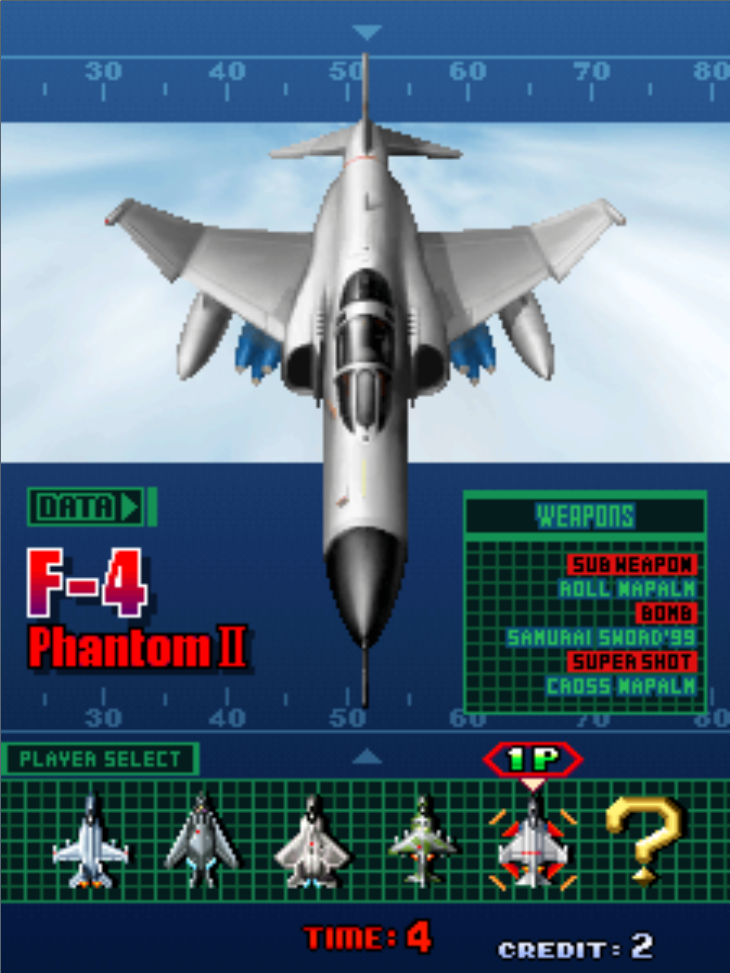 30 40 50 60 70 80
DATA
F-4
Phantom II
WEAPONS
SUB WEAPON
ROLL NAPALM
BOMB
SAMURAI SWORD'99
SUPER SHOT
CROSS NAPALM
30 40 50 60 70 80
PLAYER SELECT
1P
?
TIME: 4
CREDIT: 2